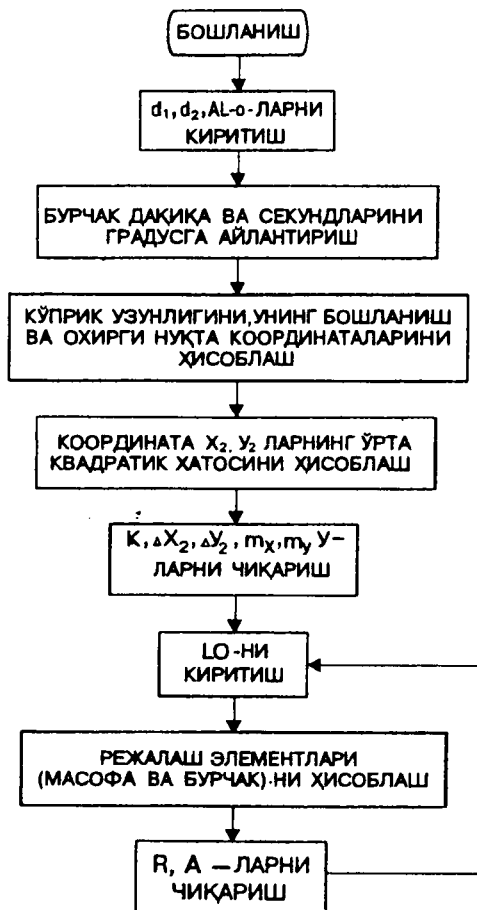 БОШЛАНИШ
d₁, d₂, AL-о-ЛАРНИ
КИРИТИШ
БУРЧАК ДАҚИҚА ВА СЕКУНДЛАРИНИ
ГРАДУСГА АЙЛАНТИРИШ
КЎПРИК УЗУНЛИГИНИ, УНИНГ БОШЛАНИШ
ВА ОХИРГИ НУҚТА КООРДИНАТАЛАРИНИ
ҲИСОБЛАШ
КООРДИНАТА X₂, У₂ ЛАРНИНГ ЎРТА
КВАДРАТИК ХАТОСИНИ ҲИСОБЛАШ
K, ΔX₂, ΔУ₂, mₓ, mᵧ У-
ЛАРНИ ЧИҚАРИШ
LO-НИ
КИРИТИШ
РЕЖАЛАШ ЭЛЕМЕНТЛАРИ
(МАСОФА ВА БУРЧАК)-НИ ҲИСОБЛАШ
R, A – ЛАРНИ
ЧИҚАРИШ